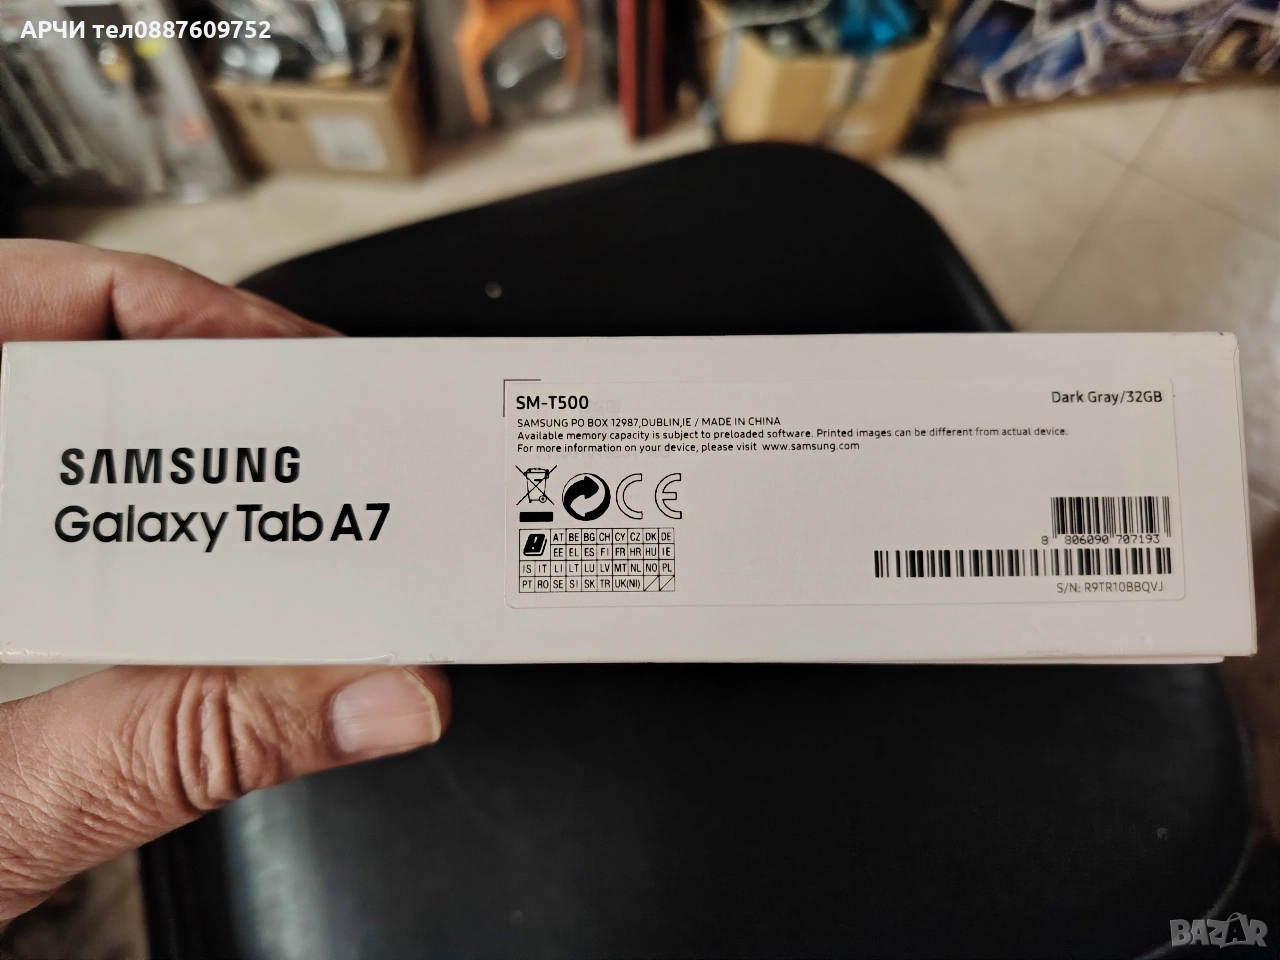 АРЧИ тел0887609752
SAMSUNG
Galaxy Tab A7
SM-T500
Dark Gray/32GB
SAMSUNG PO BOX 12987,DUBLIN,IE / MADE IN CHINA
Available memory capacity is subject to preloaded software. Printed images can be different from actual device.
For more information on your device, please visit www.samsung.com
CE
AT BE BG CH CY CZ DK DE
EE EL ES FI FR HR HU IE
IS IT LI LT LU LV MT NL NO PL
PT RO SE SI SK TR UK(NI)
8 806090 707193
S/N: R9TR10BBQVJ
BAZAR